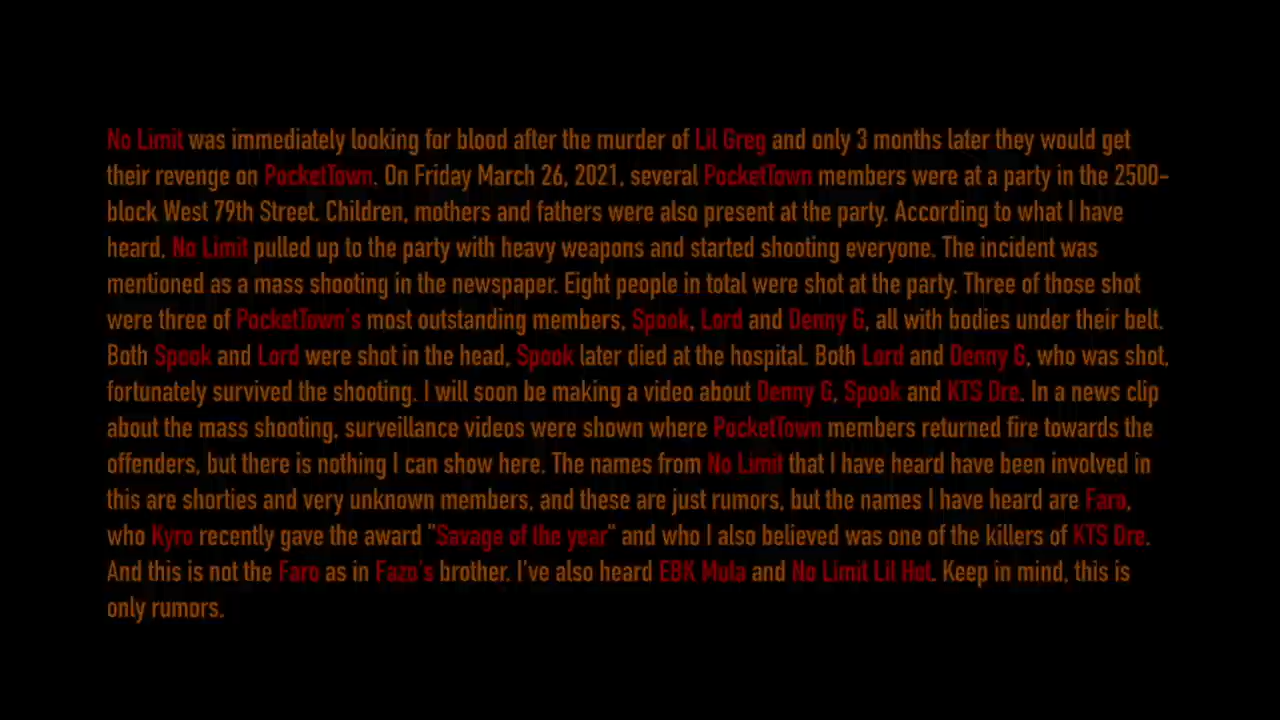 No Limit was immediately looking for blood after the murder of Lil Greg and only 3 months later they would get
their revenge on PocketTown. On Friday March 26, 2021, several PocketTown members were at a party in the 2500-
block West 79th Street. Children, mothers and fathers were also present at the party. According to what I have
heard, No Limit pulled up to the party with heavy weapons and started shooting everyone. The incident was
mentioned as a mass shooting in the newspaper. Eight people in total were shot at the party. Three of those shot
were three of PocketTown's most outstanding members, Spook, Lord and Denny G, all with bodies under their belt.
Both Spook and Lord were shot in the head, Spook later died at the hospital. Both Lord and Denny G, who was shot,
fortunately survived the shooting. I will soon be making a video about Denny G, Spook and KTS Dre. In a news clip
about the mass shooting, surveillance videos were shown where PocketTown members returned fire towards the
offenders, but there is nothing I can show here. The names from No Limit that I have heard have been involved in
this are shorties and very unknown members, and these are just rumors, but the names I have heard are Faro,
who Kyro recently gave the award "Savage of the year" and who I also believed was one of the killers of KTS Dre.
And this is not the Faro as in Fazo's brother. I've also heard EBK Mula and No Limit Lil Hot. Keep in mind, this is
only rumors.